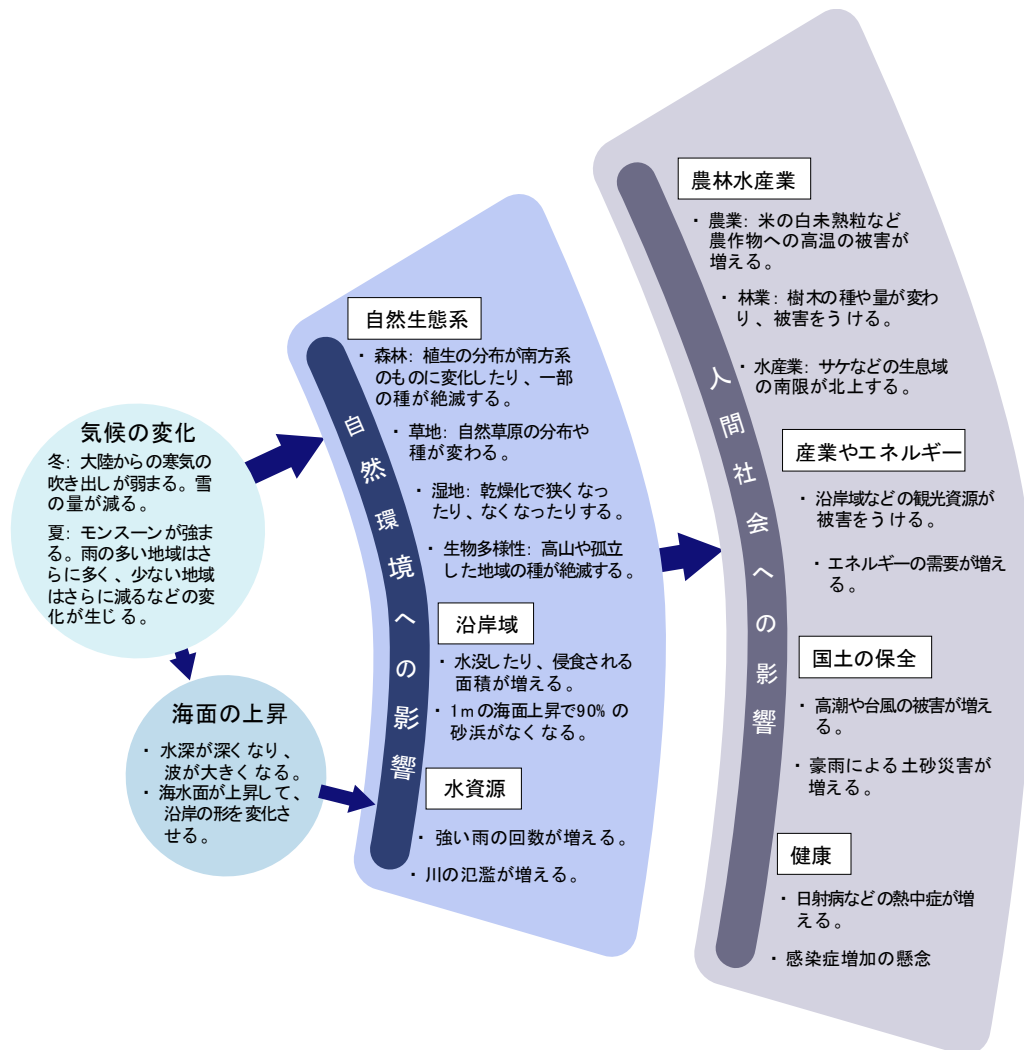 気候の変化
冬: 大陸からの寒気の
吹き出しが弱まる。雪
の量が減る。
夏: モンスーンが強ま
る。雨の多い地域はさ
らに多く、少ない地域
はさらに減るなどの変
化が生じる。
海面の上昇
・ 水深が深くなり、
波が大きくなる。
・ 海水面が上昇して、
沿岸の形を変化さ
せる。
自然環境への影響
自然生態系
・ 森林: 植生の分布が南方系
のものに変化したり、一部
の種が絶滅する。
・ 草地: 自然草原の分布や
種が変わる。
・ 湿地: 乾燥化で狭くなっ
たり、なくなったりする。
・ 生物多様性: 高山や孤立
した地域の種が絶滅する。
沿岸域
・ 水没したり、侵食される
面積が増える。
・ 1mの海面上昇で90%の
砂浜がなくなる。
水資源
・ 強い雨の回数が増える。
・ 川の氾濫が増える。
人間社会への影響
農林水産業
・ 農業: 米の白未熟粒など
農作物への高温の被害が
増える。
・ 林業: 樹木の種や量が変わ
り、被害をうける。
・ 水産業: サケなどの生息域
の南限が北上する。
産業やエネルギー
・ 沿岸域などの観光資源が
被害をうける。
・ エネルギーの需要が増え
る。
国土の保全
・ 高潮や台風の被害が増え
る。
・ 豪雨による土砂災害が
増える。
健康
・ 日射病などの熱中症が増
える。
・ 感染症増加の懸念